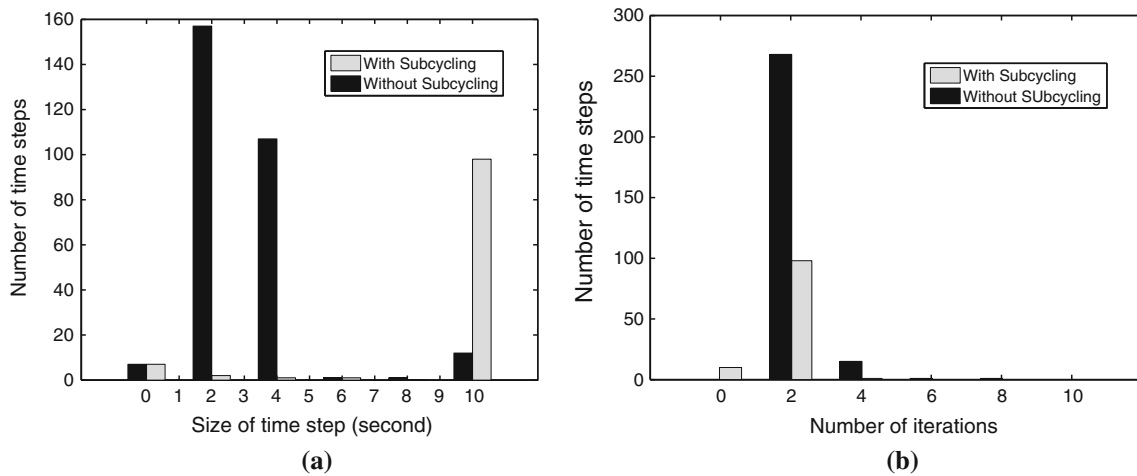 160
140
120
100
80
60
40
20
0
Number of time steps
With Subcycling
Without Subcycling
0 1 2 3 4 5 6 7 8 9 10
Size of time step (second)
(a)
300
250
200
150
100
50
0
Number of time steps
With Subcycling
Without SUbcycling
0 2 4 6 8 10
Number of iterations
(b)